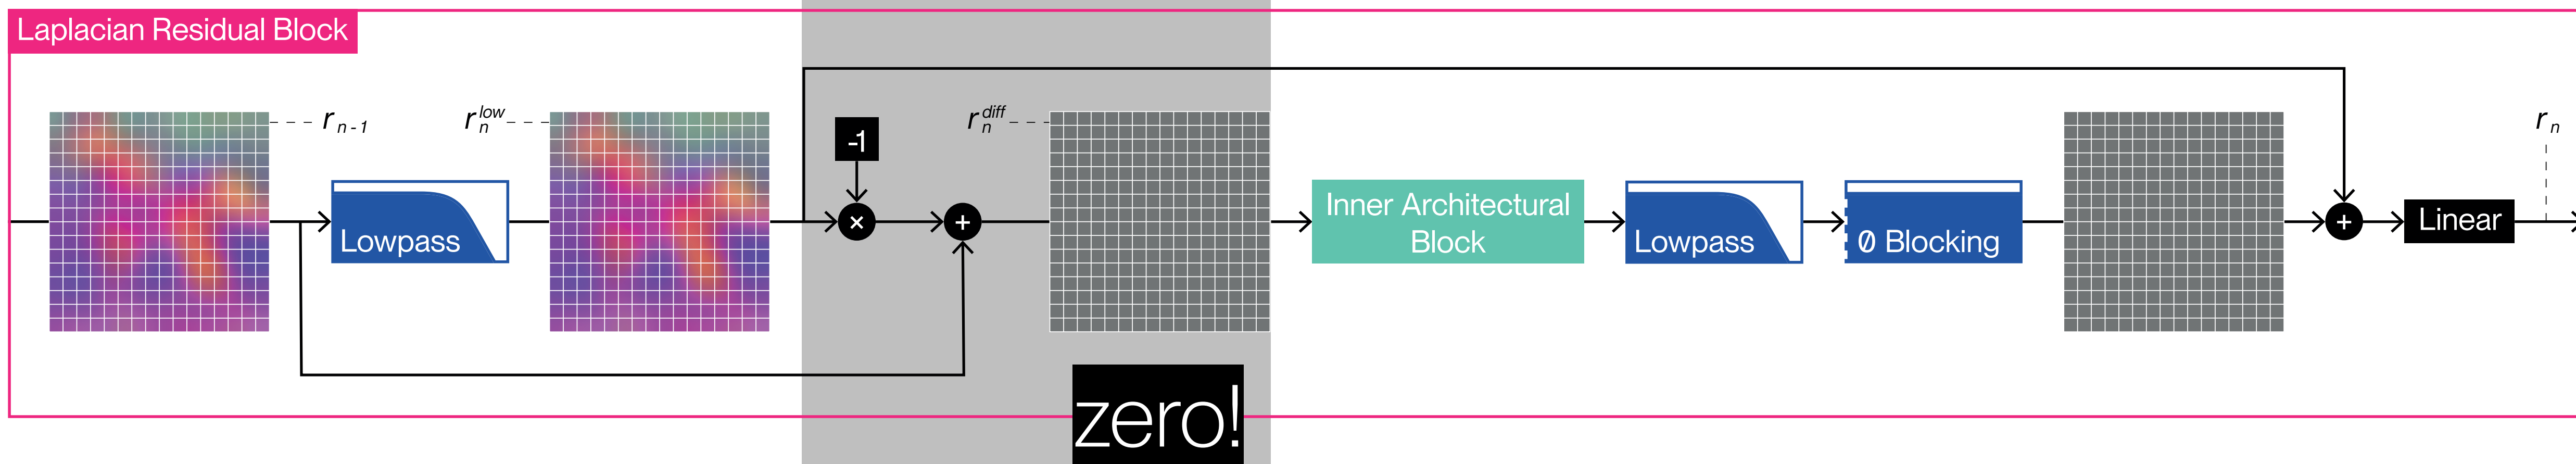 Laplacian Residual Block
r n - 1
r n low
-1
×
+
r n diff
zero!
Lowpass
Inner Architectural
Block
Lowpass
Ø Blocking
+
Linear
r n